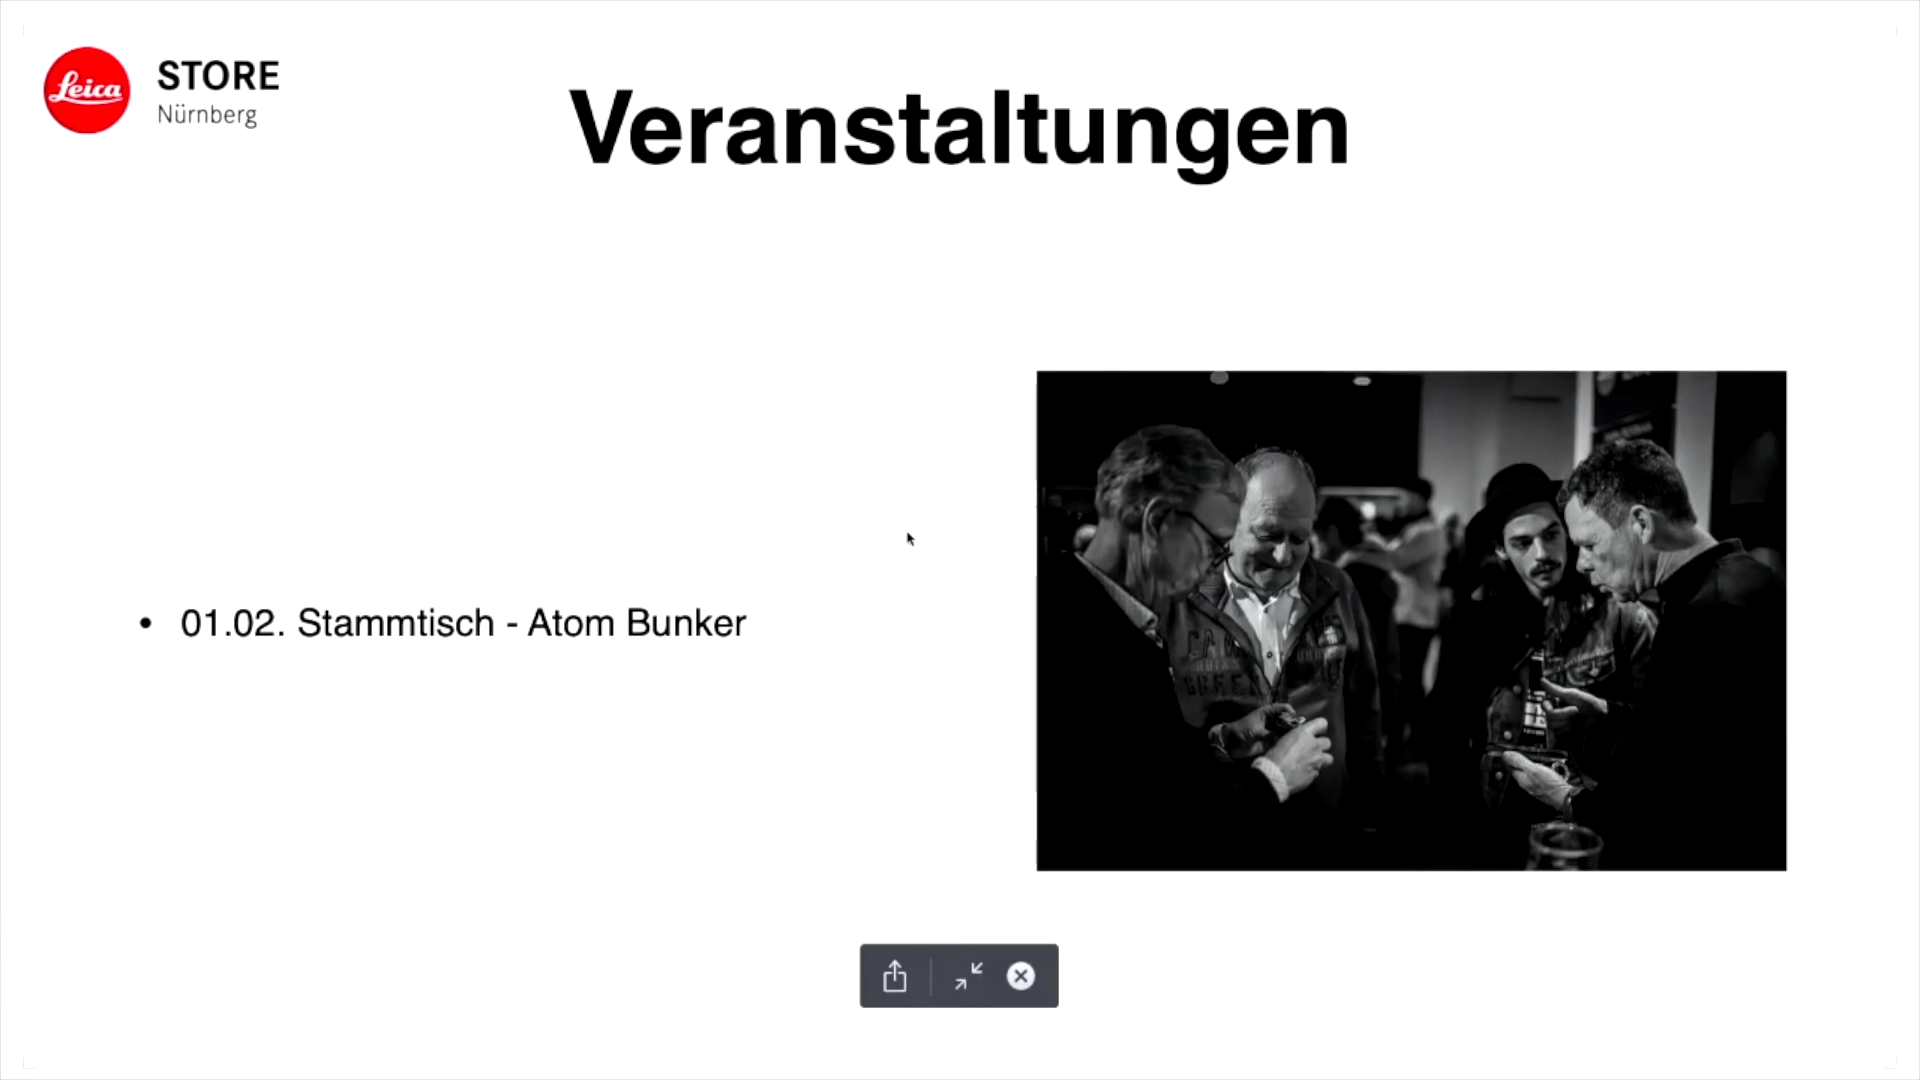 Leica
STORE
Nürnberg
Veranstaltungen
• 01.02. Stammtisch - Atom Bunker